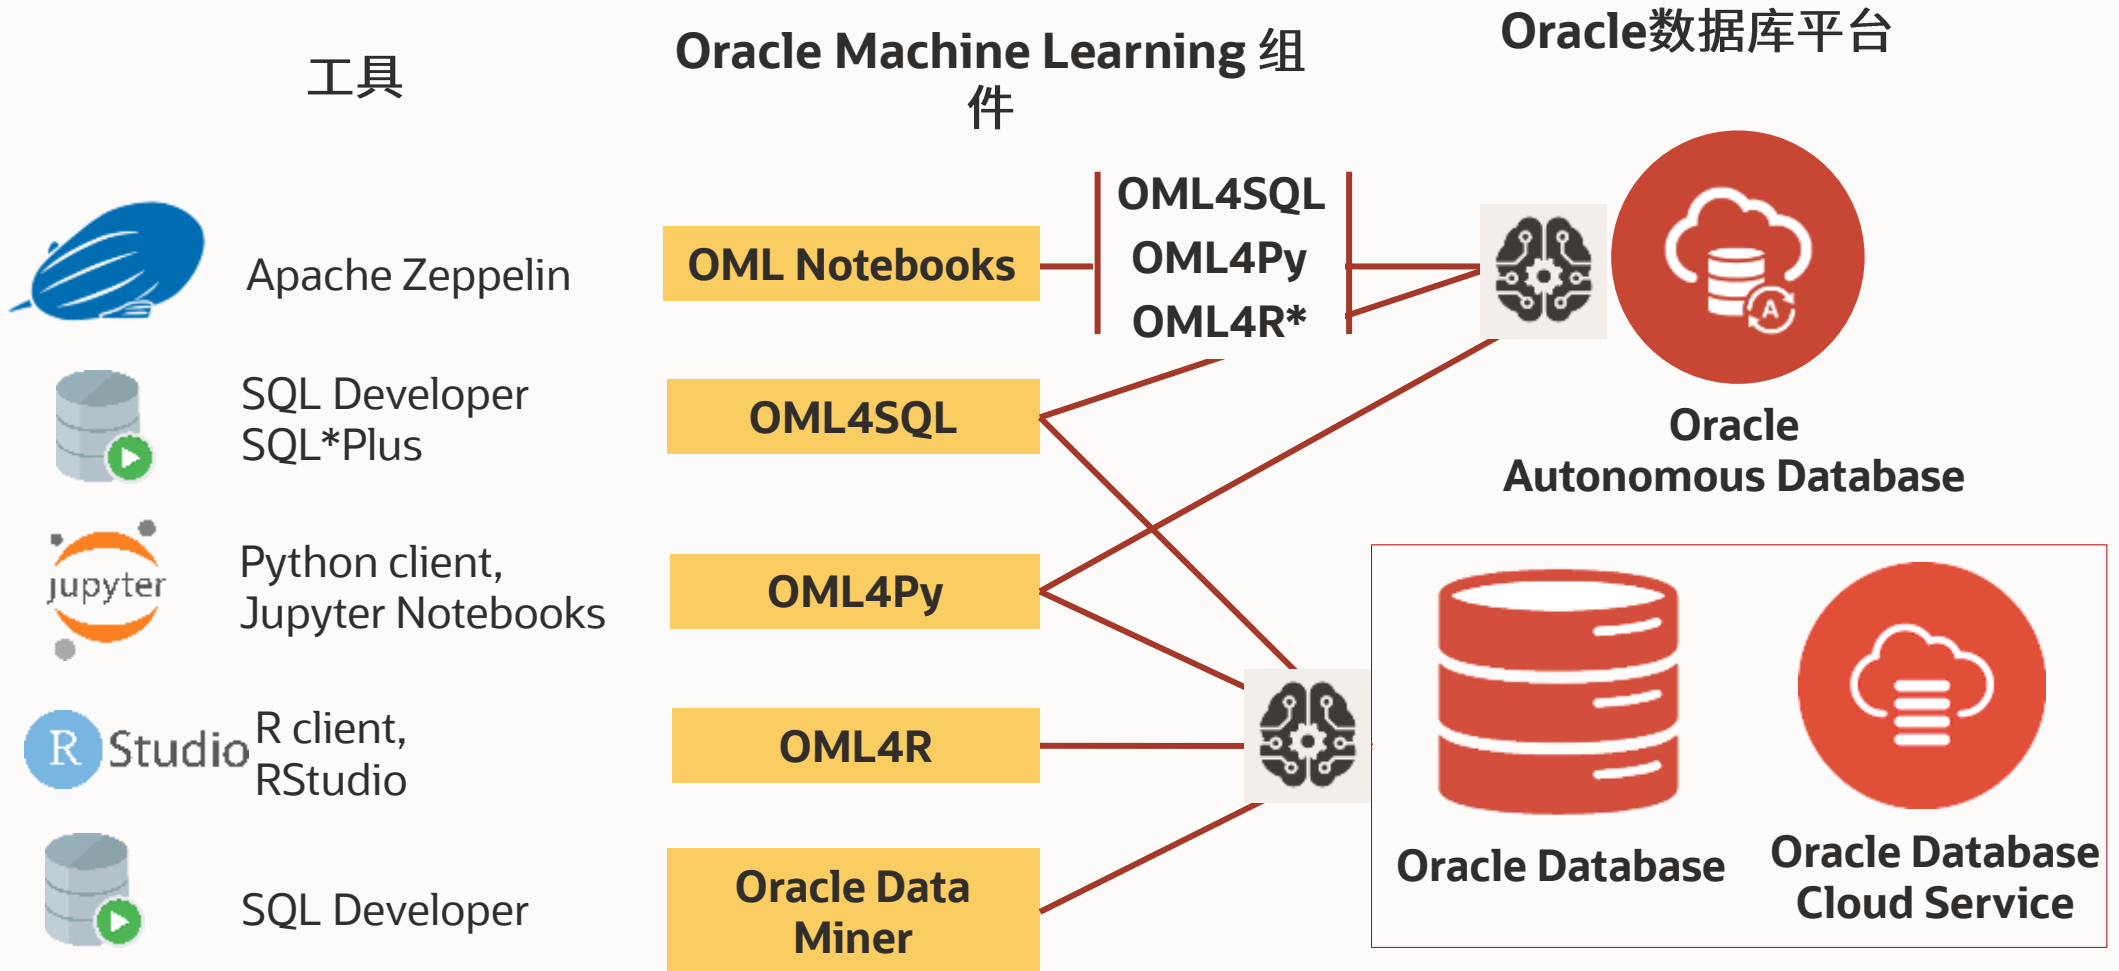 工具
Oracle Machine Learning 组
件
Oracle数据库平台
Apache Zeppelin
OML Notebooks
OML4SQL
OML4Py
OML4R*
A
Oracle
Autonomous Database
SQL Developer
SQL*Plus
OML4SQL
jupyter
Python client,
Jupyter Notebooks
OML4Py
R Studio
R client,
RStudio
OML4R
SQL Developer
Oracle Data
Miner
Oracle Database
Oracle Database
Cloud Service